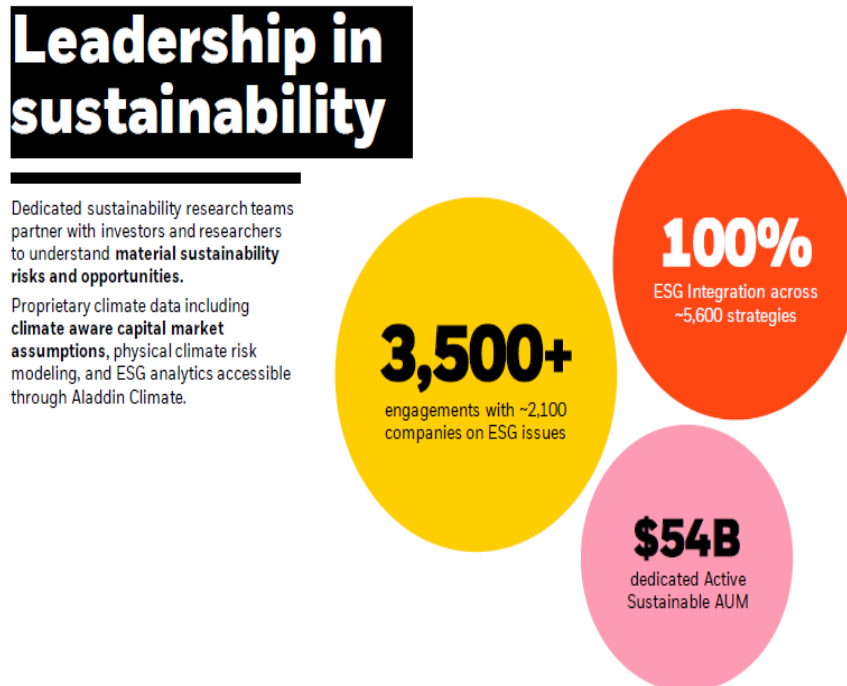 Leadership in
sustainability
Dedicated sustainability research teams
partner with investors and researchers
to understand material sustainability
risks and opportunities.
Proprietary climate data including
climate aware capital market
assumptions, physical climate risk
modeling, and ESG analytics accessible
through Aladdin Climate.
3,500+
engagements with ~2,100
companies on ESG issues
100%
ESG Integration across
~5,600 strategies
$54B
dedicated Active
Sustainable AUM